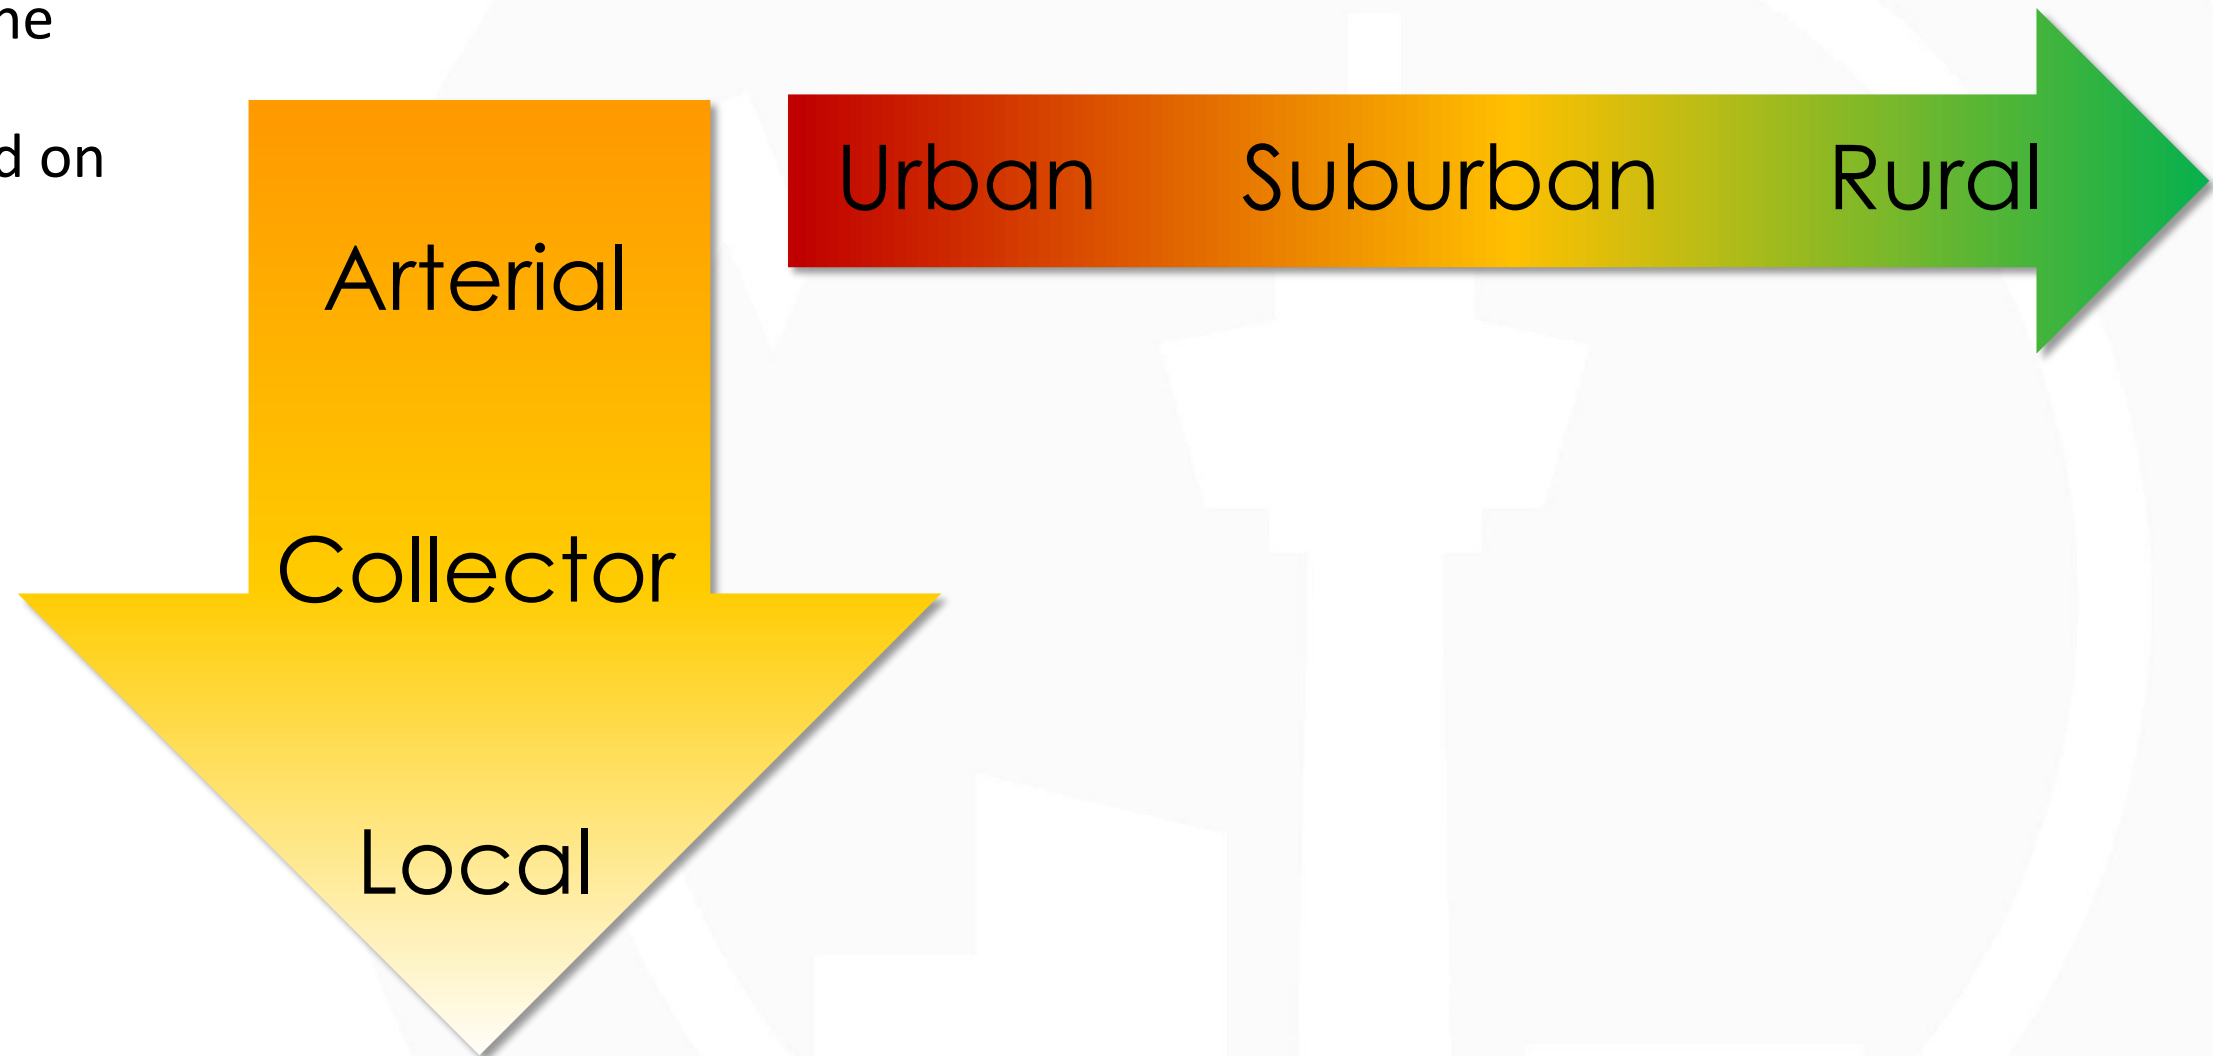 ne
d on
Urban Suburban Rural
Arterial
Collector
Local